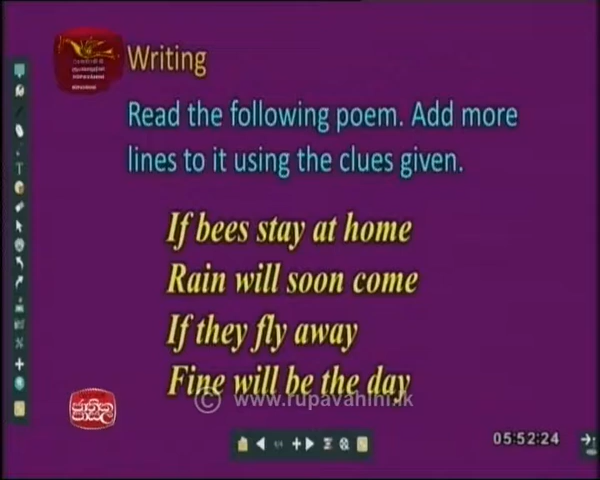 Writing
Read the following poem. Add more
lines to it using the clues given.
If bees stay at home
Rain will soon come
If they fly away
Fine will be the day
© www.rupavahini.lk
05:52:24